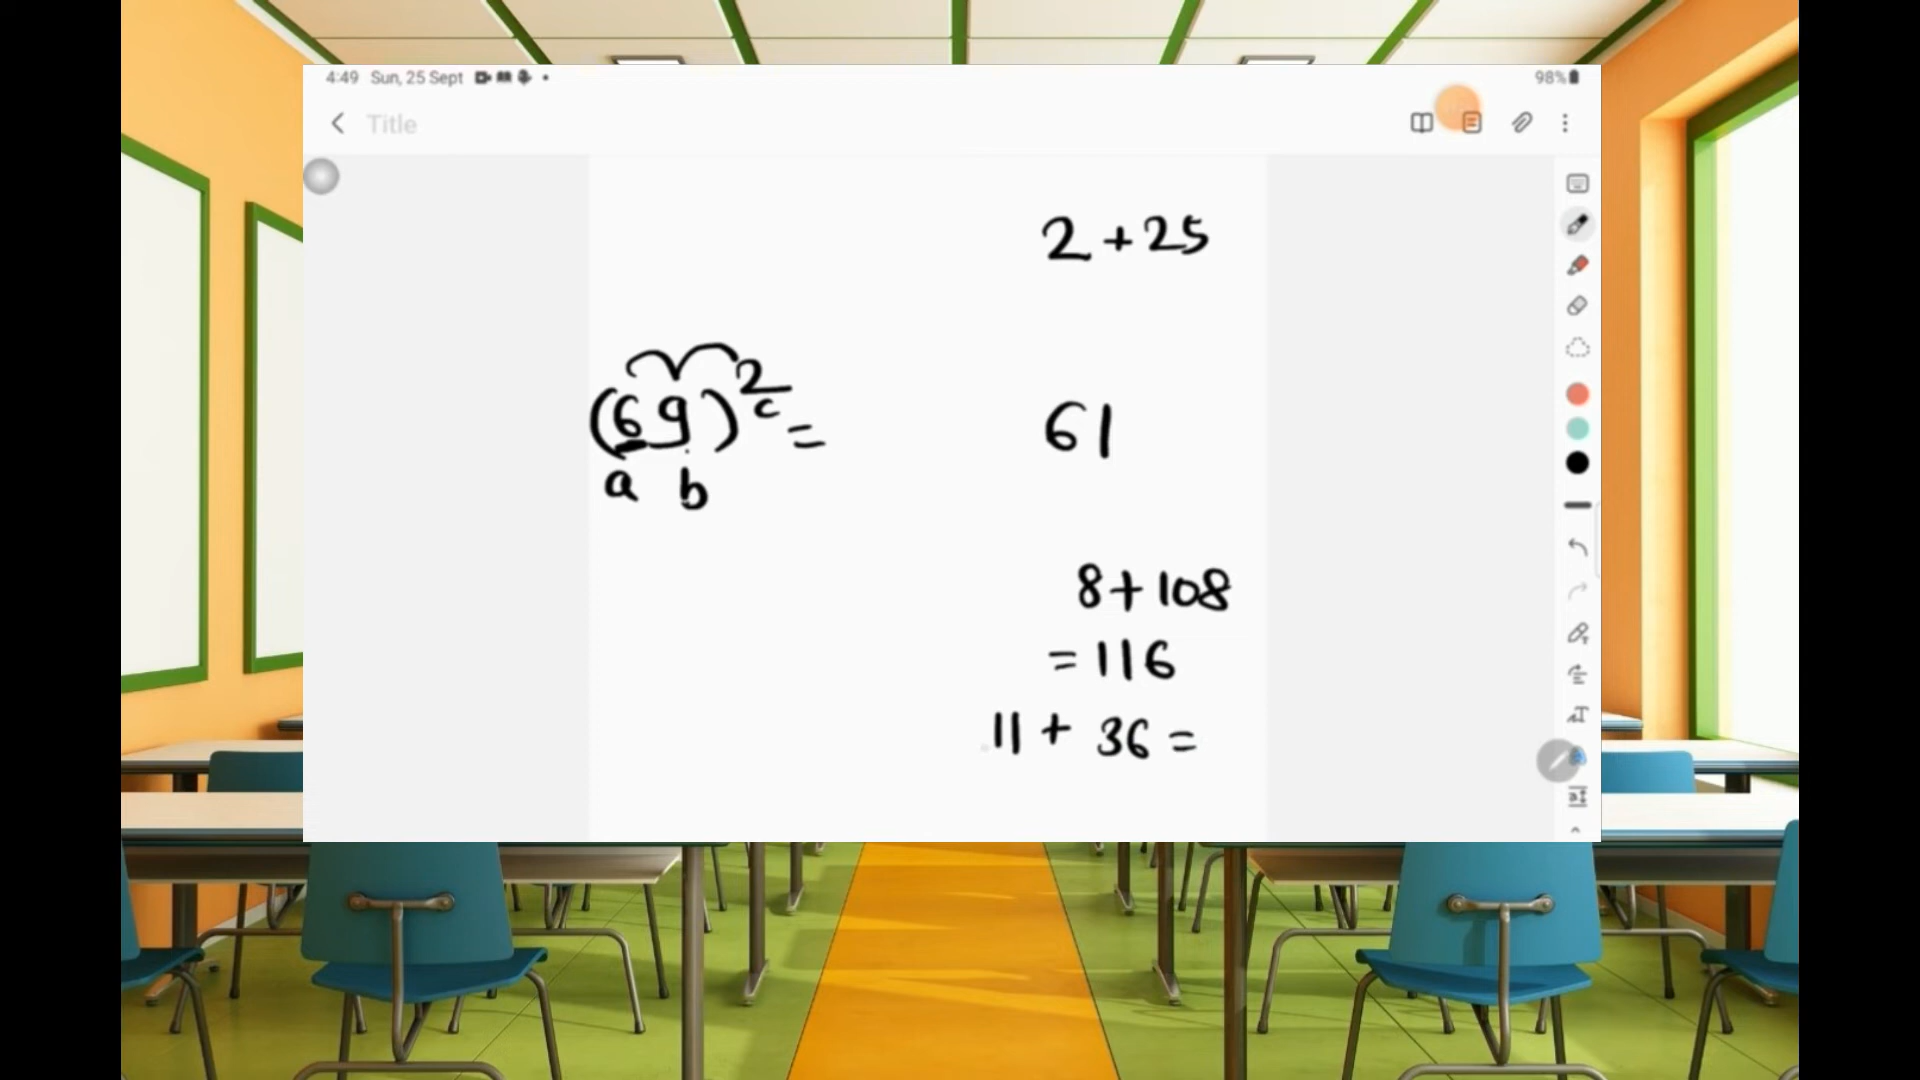 4:49 Sun, 25 Sept 98%
Title
2 + 25
(69)² =
c
a b
61
8 + 108
= 116
11 + 36 =